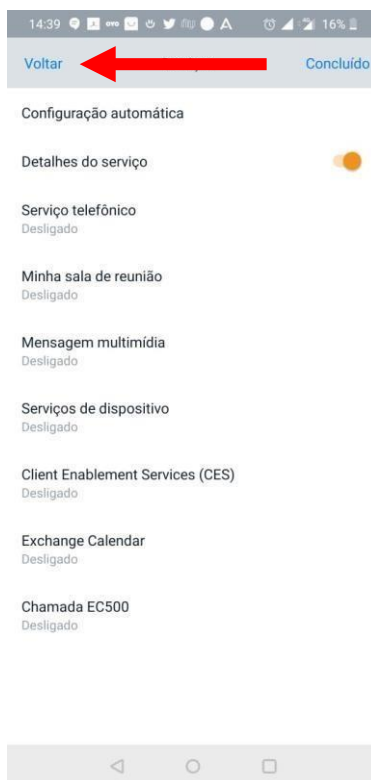 14:39 16%
Voltar Concluído
Configuração automática
Detalhes do serviço
Serviço telefônico
Desligado
Minha sala de reunião
Desligado
Mensagem multimídia
Desligado
Serviços de dispositivo
Desligado
Client Enablement Services (CES)
Desligado
Exchange Calendar
Desligado
Chamada EC500
Desligado